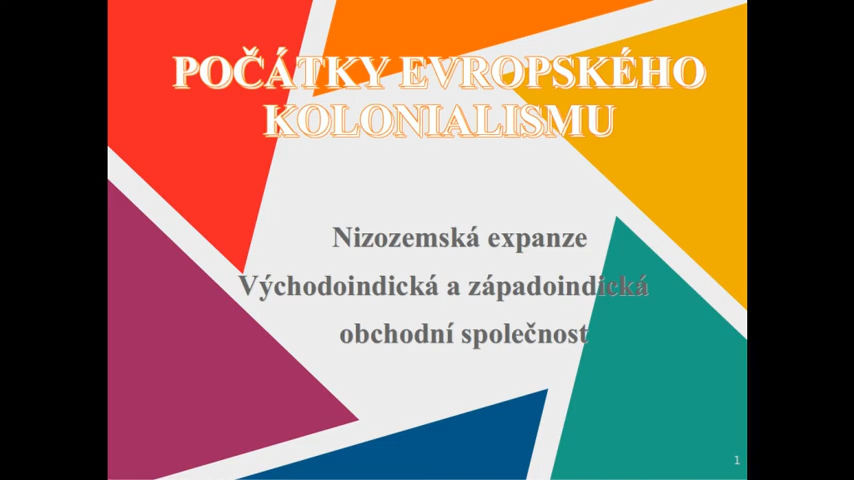 POČÁTKY EVROPSKÉHO
KOLONIALISMU
Nizozemská expanze
Východoindická a západoindická
obchodní společnost
1